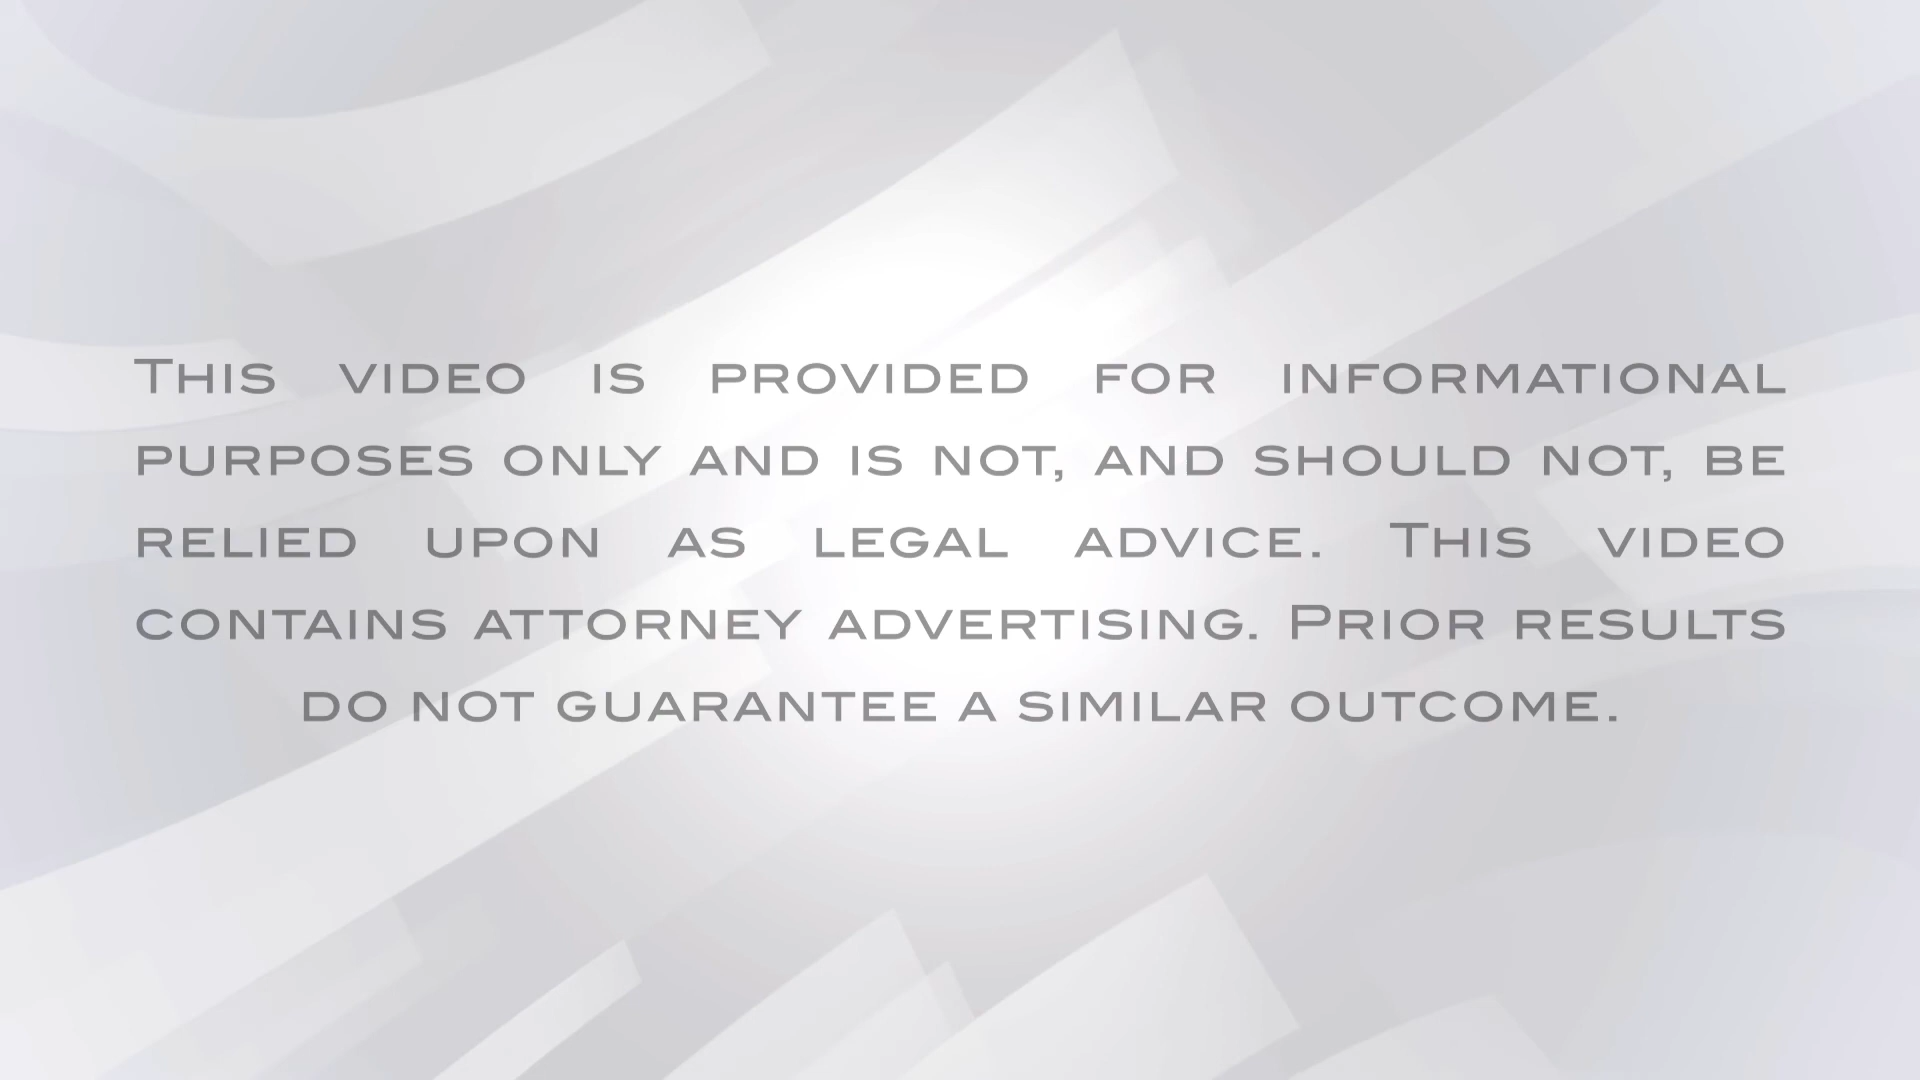 This video is provided for informational
purposes only and is not, and should not, be
relied upon as legal advice. This video
contains attorney advertising. Prior results
do not guarantee a similar outcome.